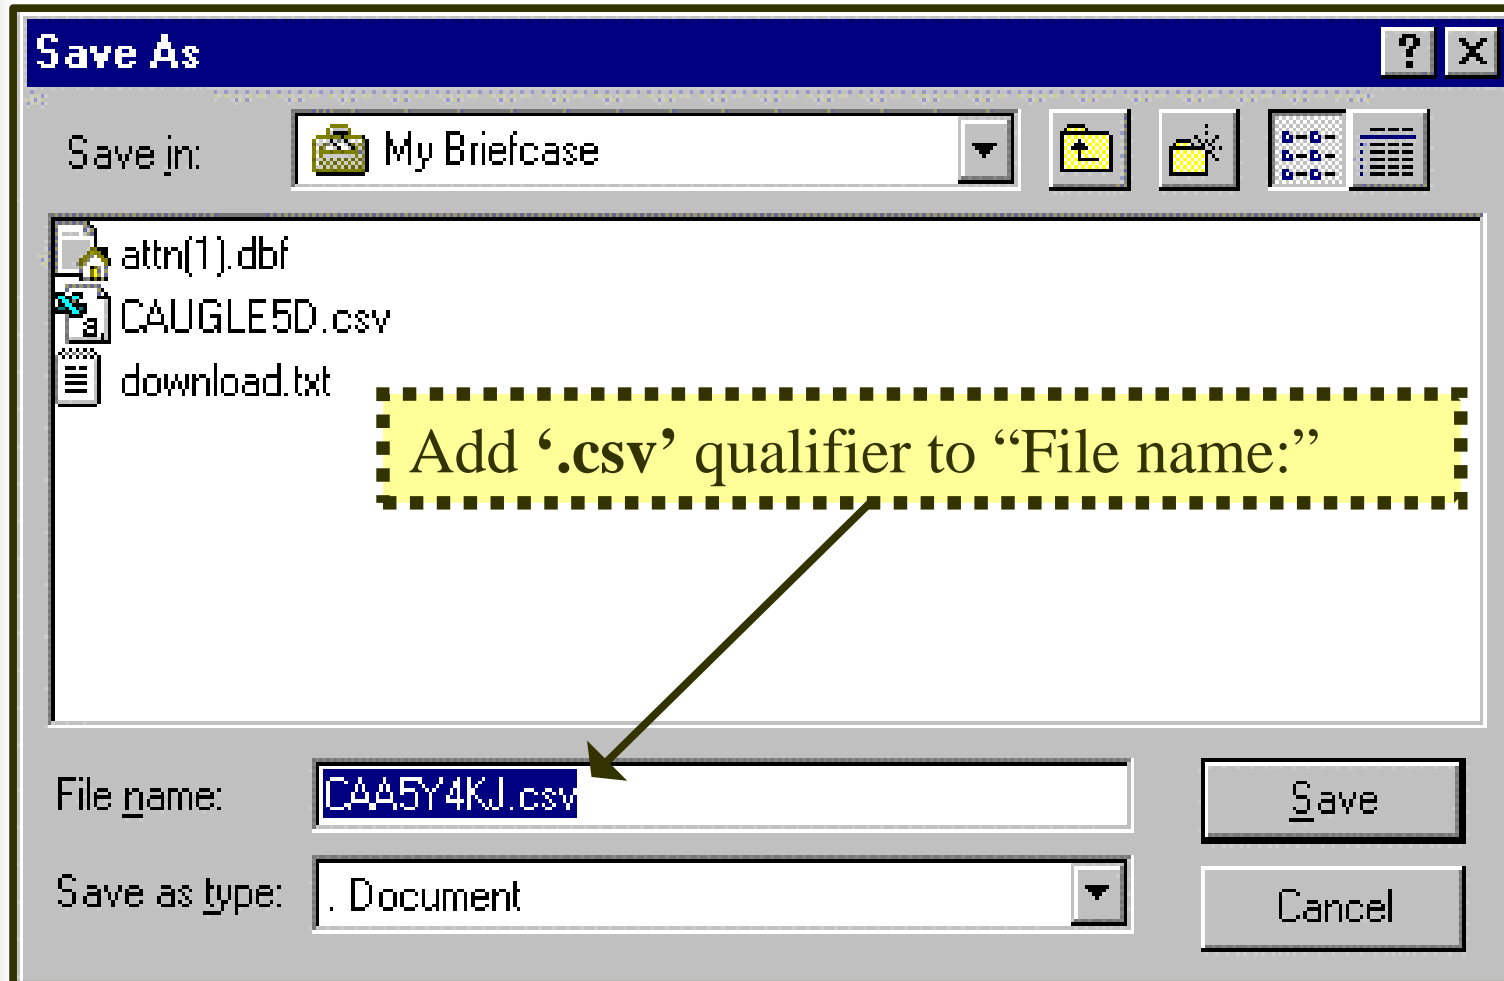 Save As
Save in: My Briefcase
attn(1).dbf
CAUGLE5D.csv
download.txt
Add ‘.csv’ qualifier to “File name:”
File name: CAA5Y4KJ.csv Save
Save as type: . Document Cancel